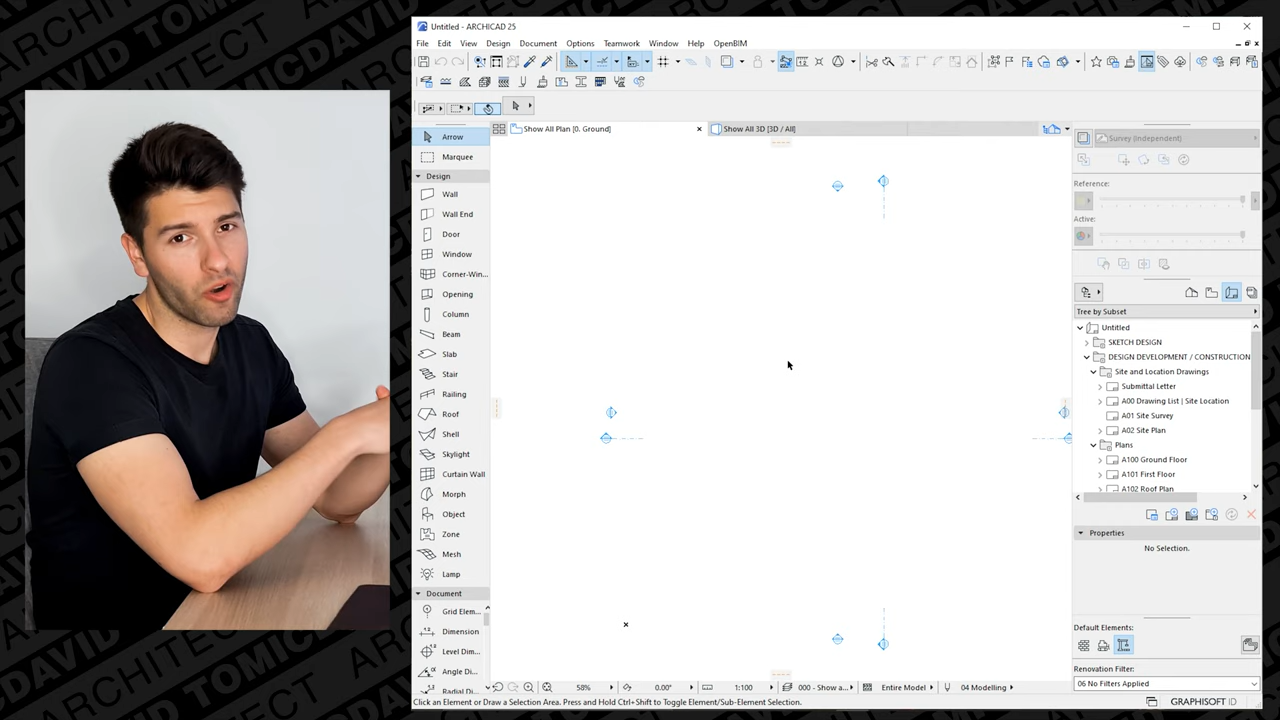 ARCHITECT
DAVID TOMIC
Untitled - ARCHICAD 25
File Edit View Design Document Options Teamwork Window Help OpenBIM
Show All Plan [0. Ground]
Show All 3D [3D / All]
Arrow
Marquee
Design
Wall
Wall End
Door
Window
Corner-Win...
Opening
Column
Beam
Slab
Stair
Railing
Roof
Shell
Skylight
Curtain Wall
Morph
Object
Zone
Mesh
Lamp
Document
Grid Elem...
Dimension
Level Dim...
Angle Di...
Radial Di...
Survey (Independent)
Reference:
Active:
Tree by Subset
Untitled
SKETCH DESIGN
DESIGN DEVELOPMENT / CONSTRUCTION
Site and Location Drawings
Submittal Letter
A00 Drawing List | Site Location
A01 Site Survey
A02 Site Plan
Plans
A100 Ground Floor
A101 First Floor
A102 Roof Plan
Properties
No Selection.
Default Elements:
Renovation Filter:
06 No Filters Applied
58% 0.00° 1:100 000 - Show a... Entire Model 04 Modelling
Click an Element or Draw a Selection Area. Press and Hold Ctrl+Shift to Toggle Element/Sub-Element Selection.
GRAPHISOFT ID